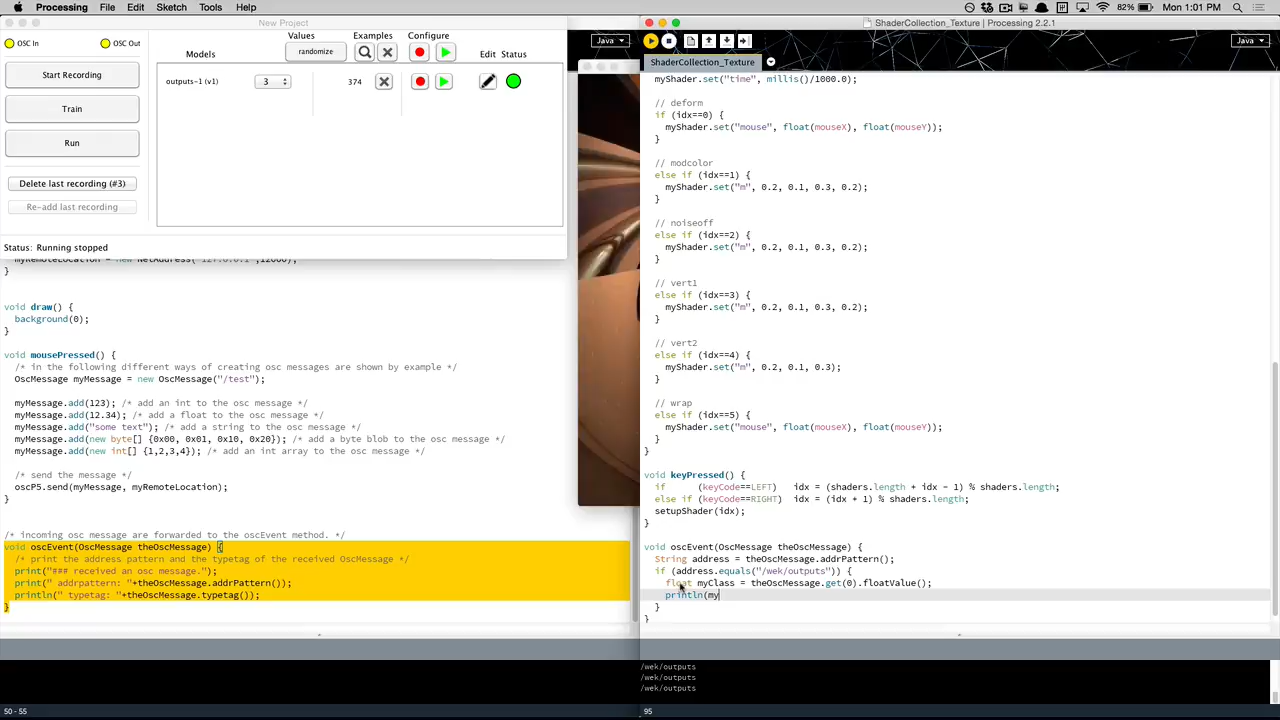 Processing File Edit Sketch Tools Help
82% Mon 1:01 PM
New Project
OSC In
OSC Out
Start Recording
Train
Run
Delete last recording (#3)
Re-add last recording
Models
Values
Examples
Configure
Edit Status
randomize
outputs-1 (v1)
3
374
Status: Running stopped
Java
myRemoteLocation = new NetAddress("127.0.0.1",12000);
}
void draw() {
background(0);
}
void mousePressed() {
/* in the following different ways of creating osc messages are shown by example */
OscMessage myMessage = new OscMessage("/test");
myMessage.add(123); /* add an int to the osc message */
myMessage.add(12.34); /* add a float to the osc message */
myMessage.add("some text"); /* add a string to the osc message */
myMessage.add(new byte[] {0x00, 0x01, 0x10, 0x20}); /* add a byte blob to the osc message */
myMessage.add(new int[] {1,2,3,4}); /* add an int array to the osc message */
/* send the message */
oscP5.send(myMessage, myRemoteLocation);
}
/* incoming osc message are forwarded to the oscEvent method. */
void oscEvent(OscMessage theOscMessage) {
/* print the address pattern and the typetag of the received OscMessage */
print("### received an osc message.");
print(" addrpattern: "+theOscMessage.addrPattern());
println(" typetag: "+theOscMessage.typetag());
}
50 - 55
ShaderCollection_Texture | Processing 2.2.1
Java
ShaderCollection_Texture
myShader.set("time", millis()/1000.0);
// deform
if (idx==0) {
myShader.set("mouse", float(mouseX), float(mouseY));
}
// modcolor
else if (idx==1) {
myShader.set("m", 0.2, 0.1, 0.3, 0.2);
}
// noiseoff
else if (idx==2) {
myShader.set("m", 0.2, 0.1, 0.3, 0.2);
}
// vert1
else if (idx==3) {
myShader.set("m", 0.2, 0.1, 0.3, 0.2);
}
// vert2
else if (idx==4) {
myShader.set("m", 0.2, 0.1, 0.3);
}
// wrap
else if (idx==5) {
myShader.set("mouse", float(mouseX), float(mouseY));
}
}
void keyPressed() {
if (keyCode==LEFT) idx = (shaders.length + idx - 1) % shaders.length;
else if (keyCode==RIGHT) idx = (idx + 1) % shaders.length;
setupShader(idx);
}
void oscEvent(OscMessage theOscMessage) {
String address = theOscMessage.addrPattern();
if (address.equals("/wek/outputs")) {
float myClass = theOscMessage.get(0).floatValue();
println(my
}
}
/wek/outputs
/wek/outputs
/wek/outputs
95